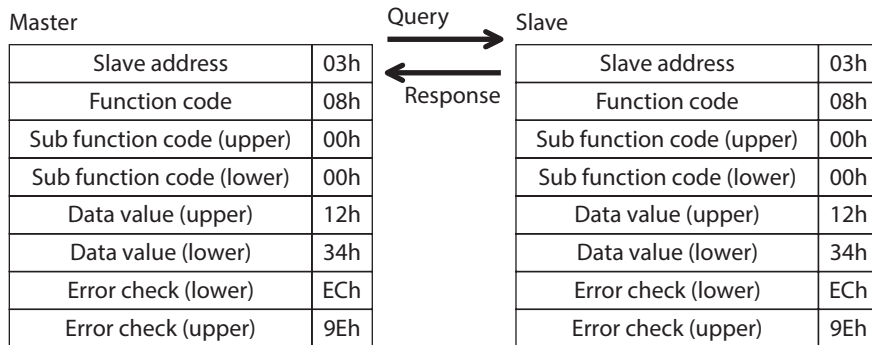 Master Query Slave
Response
Slave address 03h Slave address 03h
Function code 08h Function code 08h
Sub function code (upper) 00h Sub function code (upper) 00h
Sub function code (lower) 00h Sub function code (lower) 00h
Data value (upper) 12h Data value (upper) 12h
Data value (lower) 34h Data value (lower) 34h
Error check (lower) ECh Error check (lower) ECh
Error check (upper) 9Eh Error check (upper) 9Eh